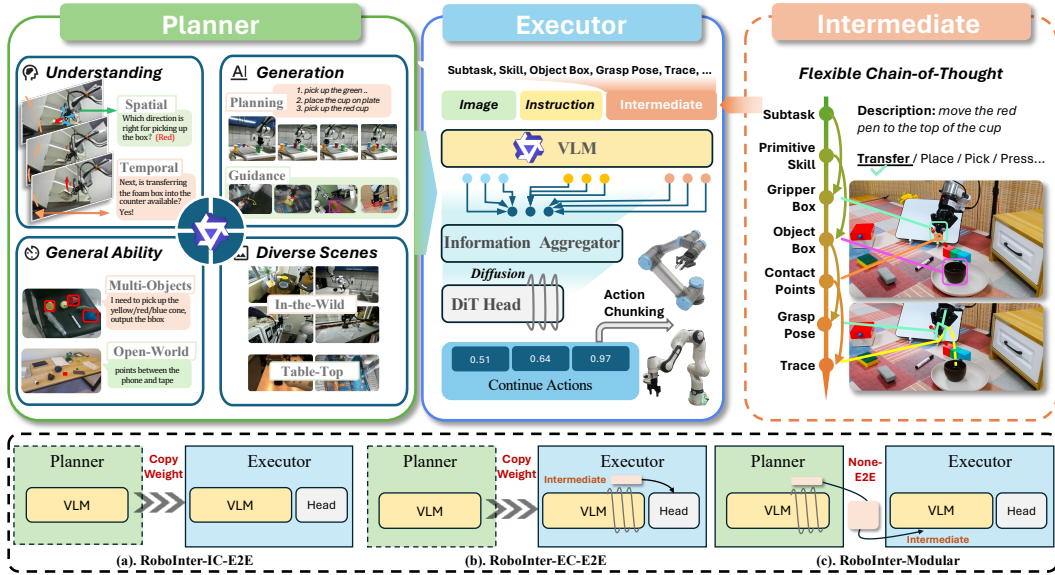 Planner
Understanding
Spatial
Which direction is
right for picking up
the box? (Red)
Temporal
Next, is transferring
the foam box into the
counter available?
Yes!
AI Generation
Planning
1. pick up the green ..
2. place the cup on plate
3. pick up the red cup
Guidance
General Ability
Multi-Objects
I need to pick up the
yellow/red/blue cone,
output the bbox
Open-World
points between the
phone and tape
Diverse Scenes
In-the-Wild
Table-Top
Executor
Subtask, Skill, Object Box, Grasp Pose, Trace, ...
Image
Instruction
Intermediate
VLM
Information Aggregator
Diffusion
DiT Head
Action
Chunking
0.51
0.64
0.97
Continue Actions
Intermediate
Flexible Chain-of-Thought
Subtask
Primitive
Skill
Gripper
Box
Object
Box
Contact
Points
Grasp
Pose
Trace
Description: move the red
pen to the top of the cup
Transfer / Place / Pick / Press...
Planner
VLM
Copy
Weight
Executor
VLM
Head
(a). RoboInter-IC-E2E
Planner
VLM
Copy
Weight
Executor
Intermediate
VLM
Head
(b). RoboInter-EC-E2E
Planner
VLM
None-
E2E
Executor
VLM
Head
Intermediate
(c). RoboInter-Modular